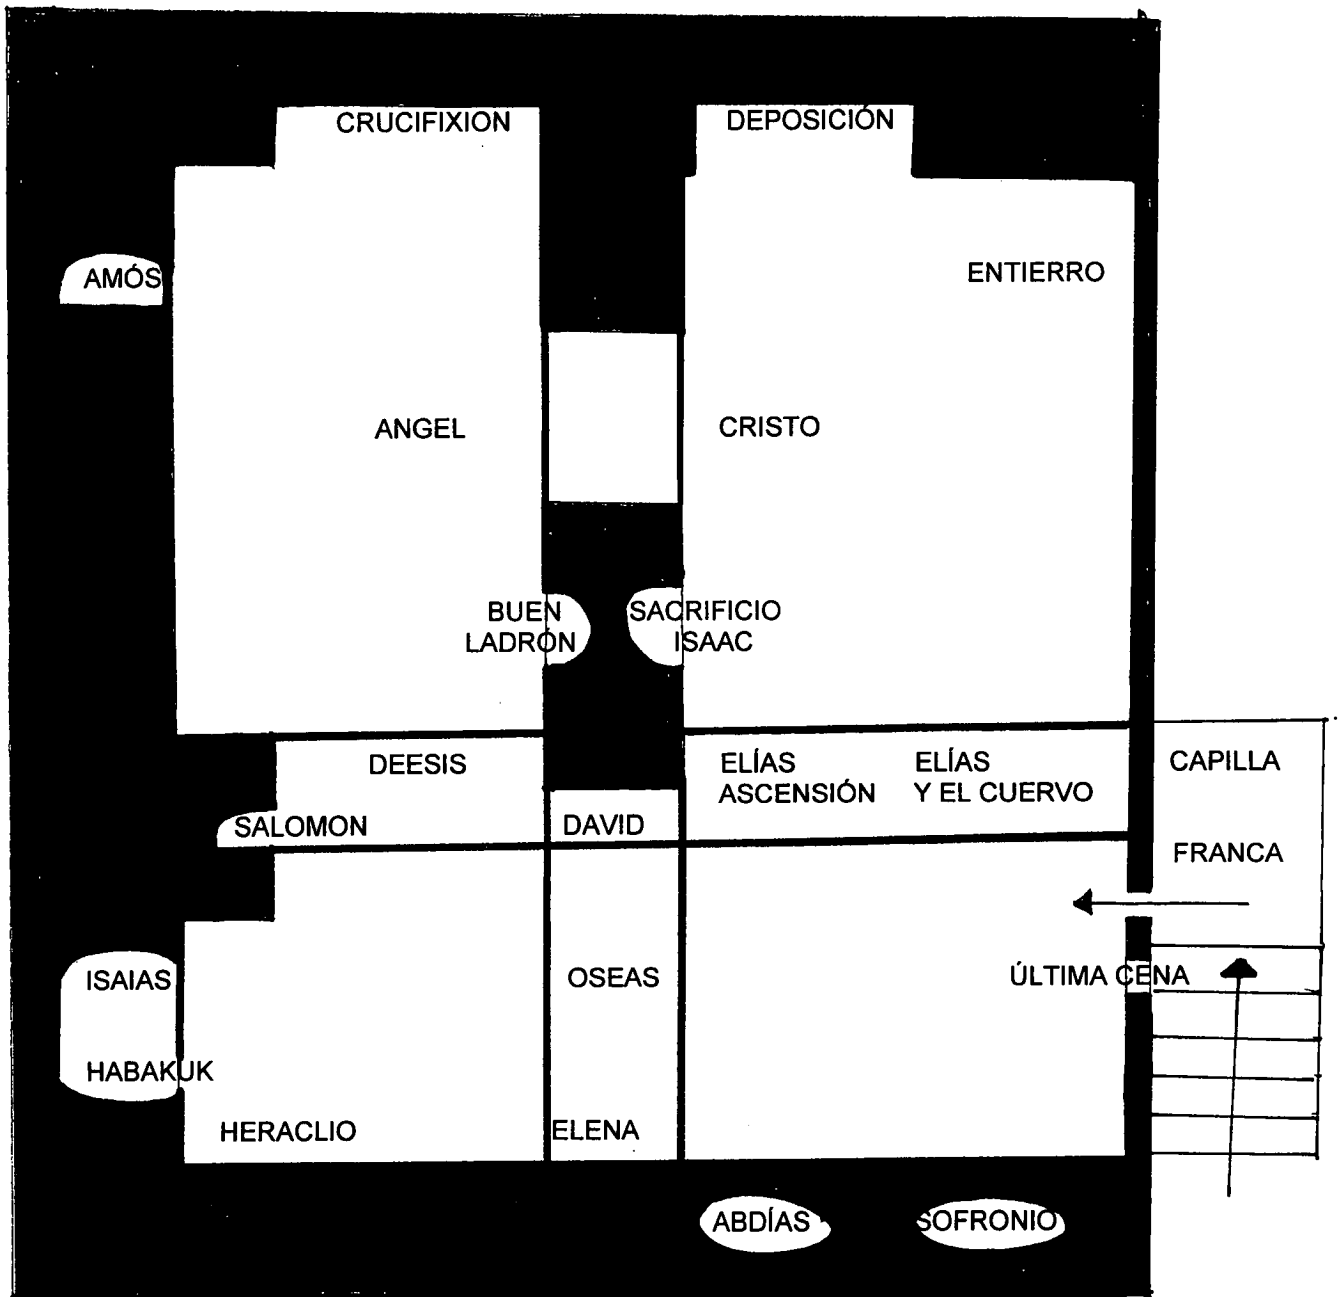 CRUCIFIXION
DEPOSICIÓN
AMÓS
ENTIERRO
ANGEL
CRISTO
BUEN
LADRÓN
SACRIFICIO
ISAAC
DEESIS
ELÍAS
ASCENSIÓN
ELÍAS
Y EL CUERVO
CAPILLA
FRANCA
SALOMON
DAVID
ISAIAS
OSEAS
ÚLTIMA CENA
HABAKUK
HERACLIO
ELENA
ABDÍAS
SOFRONIO